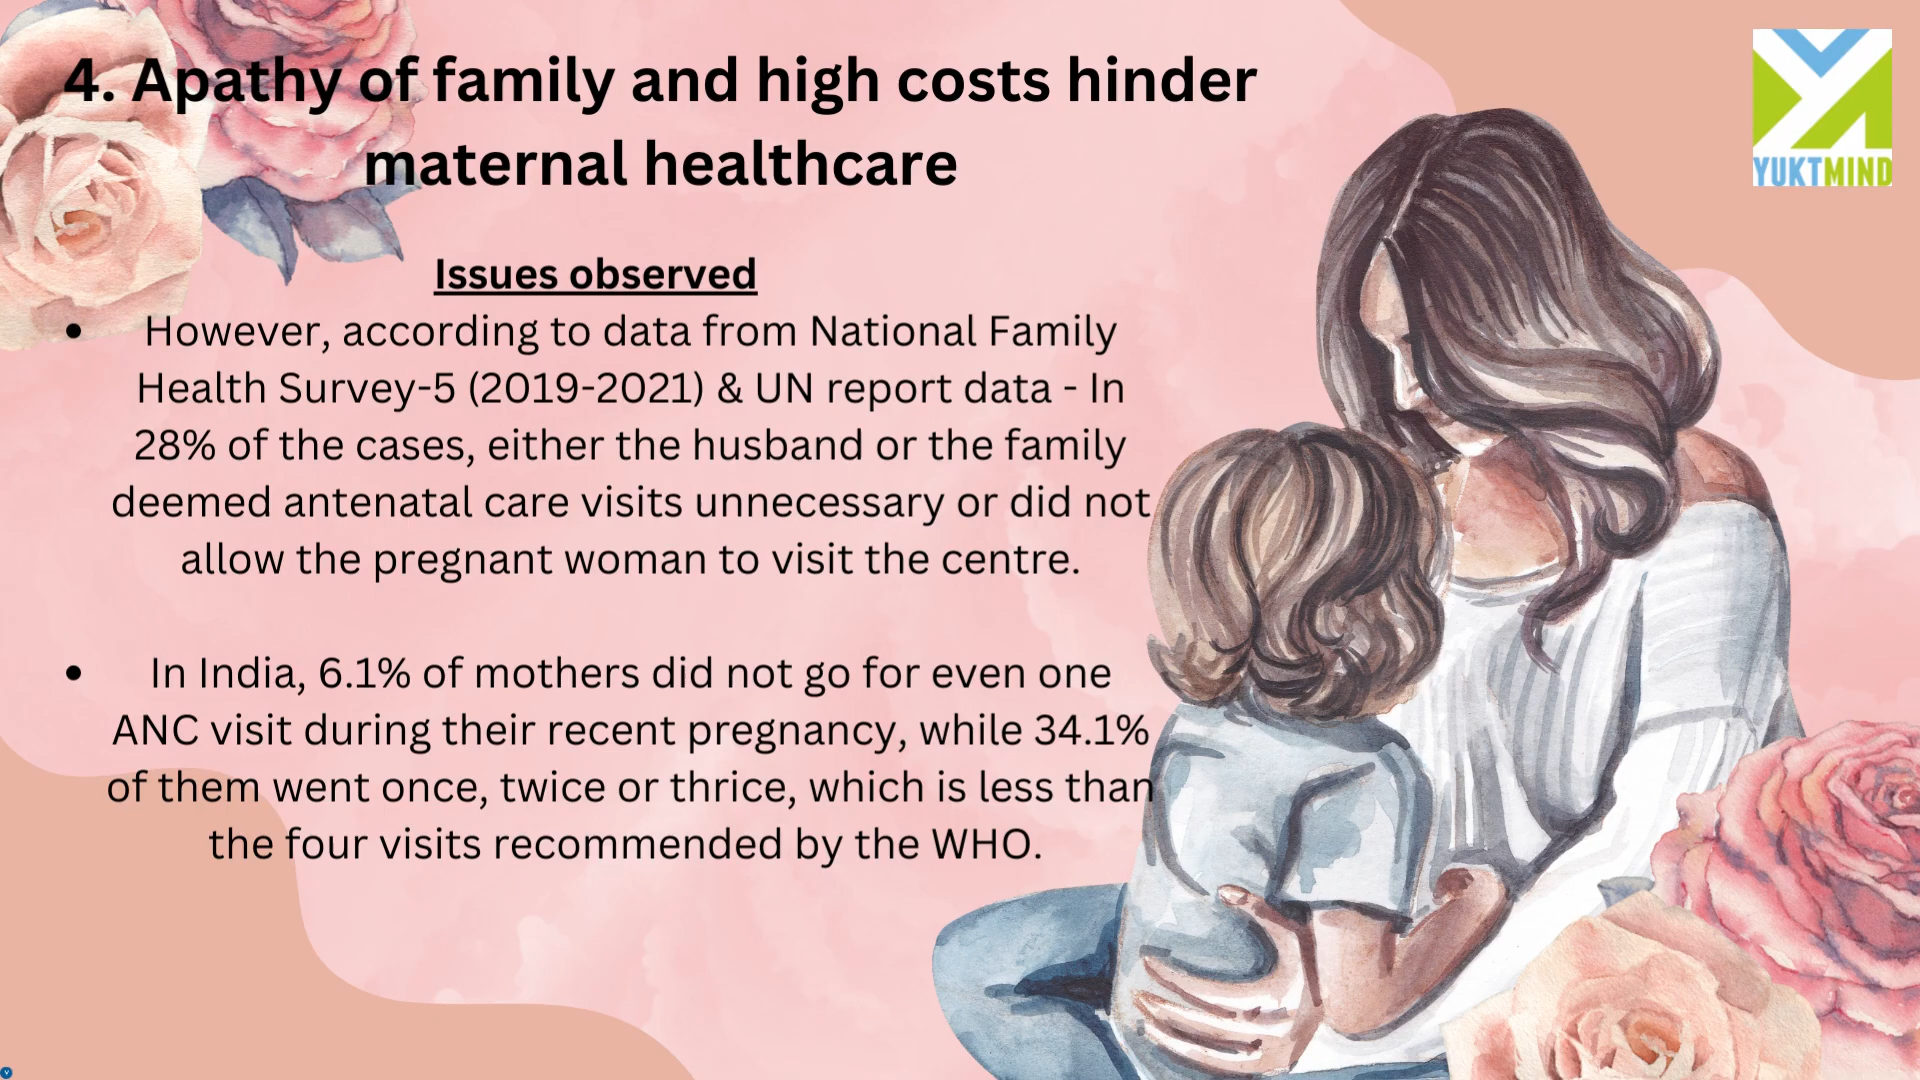 4. Apathy of family and high costs hinder
maternal healthcare
YUKTMIND
Issues observed
• However, according to data from National Family
Health Survey-5 (2019-2021) & UN report data - In
28% of the cases, either the husband or the family
deemed antenatal care visits unnecessary or did not
allow the pregnant woman to visit the centre.
• In India, 6.1% of mothers did not go for even one
ANC visit during their recent pregnancy, while 34.1%
of them went once, twice or thrice, which is less than
the four visits recommended by the WHO.